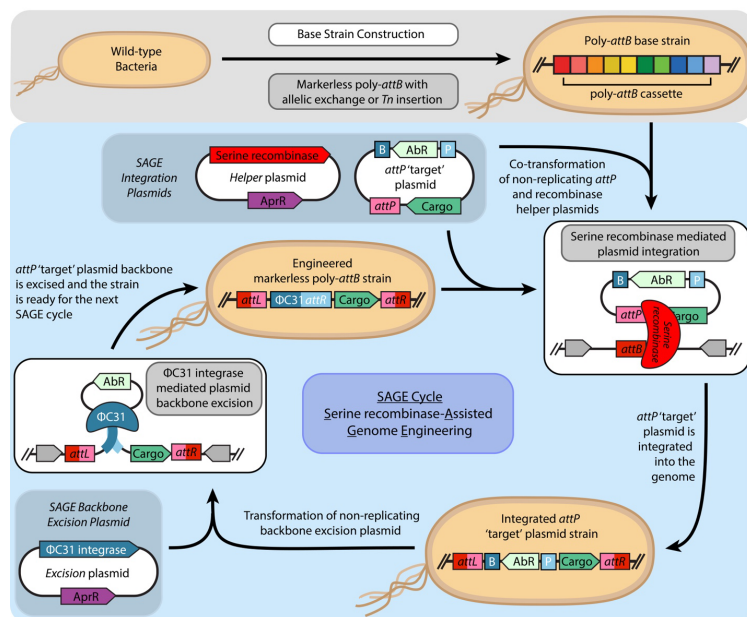 Wild-type
Bacteria
Base Strain Construction
Markerless poly-attB with
allelic exchange or Tn insertion
Poly-attB base strain
poly-attB cassette
SAGE
Integration
Plasmids
Serine recombinase
Helper plasmid
AprR
B
AbR
P
attP 'target'
plasmid
attP
Cargo
Co-transformation
of non-replicating attP
and recombinase
helper plasmids
Serine recombinase mediated
plasmid integration
B
AbR
P
attP
Cargo
Serine
recombinase
attB
attP 'target' plasmid backbone
is excised and the strain
is ready for the next
SAGE cycle
Engineered
markerless poly-attB strain
attL
ΦC31 attR
Cargo
attR
AbR
ΦC31
ΦC31 integrase
mediated plasmid
backbone excision
attL
Cargo
attR
SAGE Cycle
Serine recombinase-Assisted
Genome Engineering
attP 'target'
plasmid is
integrated
into the
genome
SAGE Backbone
Excision Plasmid
ΦC31 integrase
Excision plasmid
AprR
Transformation of non-replicating
backbone excision plasmid
Integrated attP
'target' plasmid strain
attL
B
AbR
P
Cargo
attR